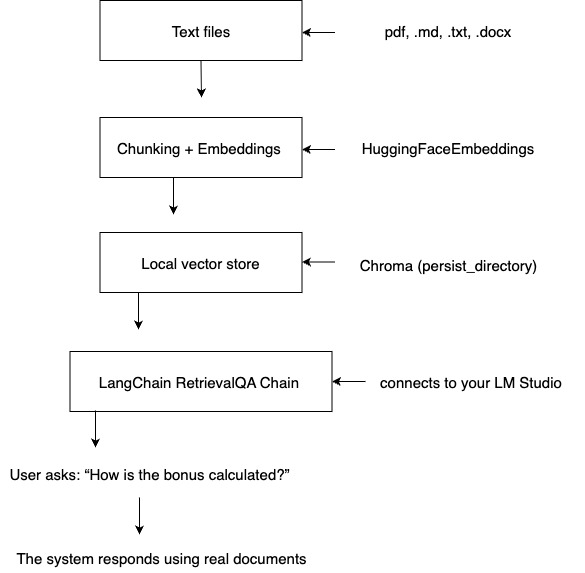 Text files
pdf, .md, .txt, .docx
Chunking + Embeddings
HuggingFaceEmbeddings
Local vector store
Chroma (persist_directory)
LangChain RetrievalQA Chain
connects to your LM Studio
User asks: “How is the bonus calculated?”
The system responds using real documents